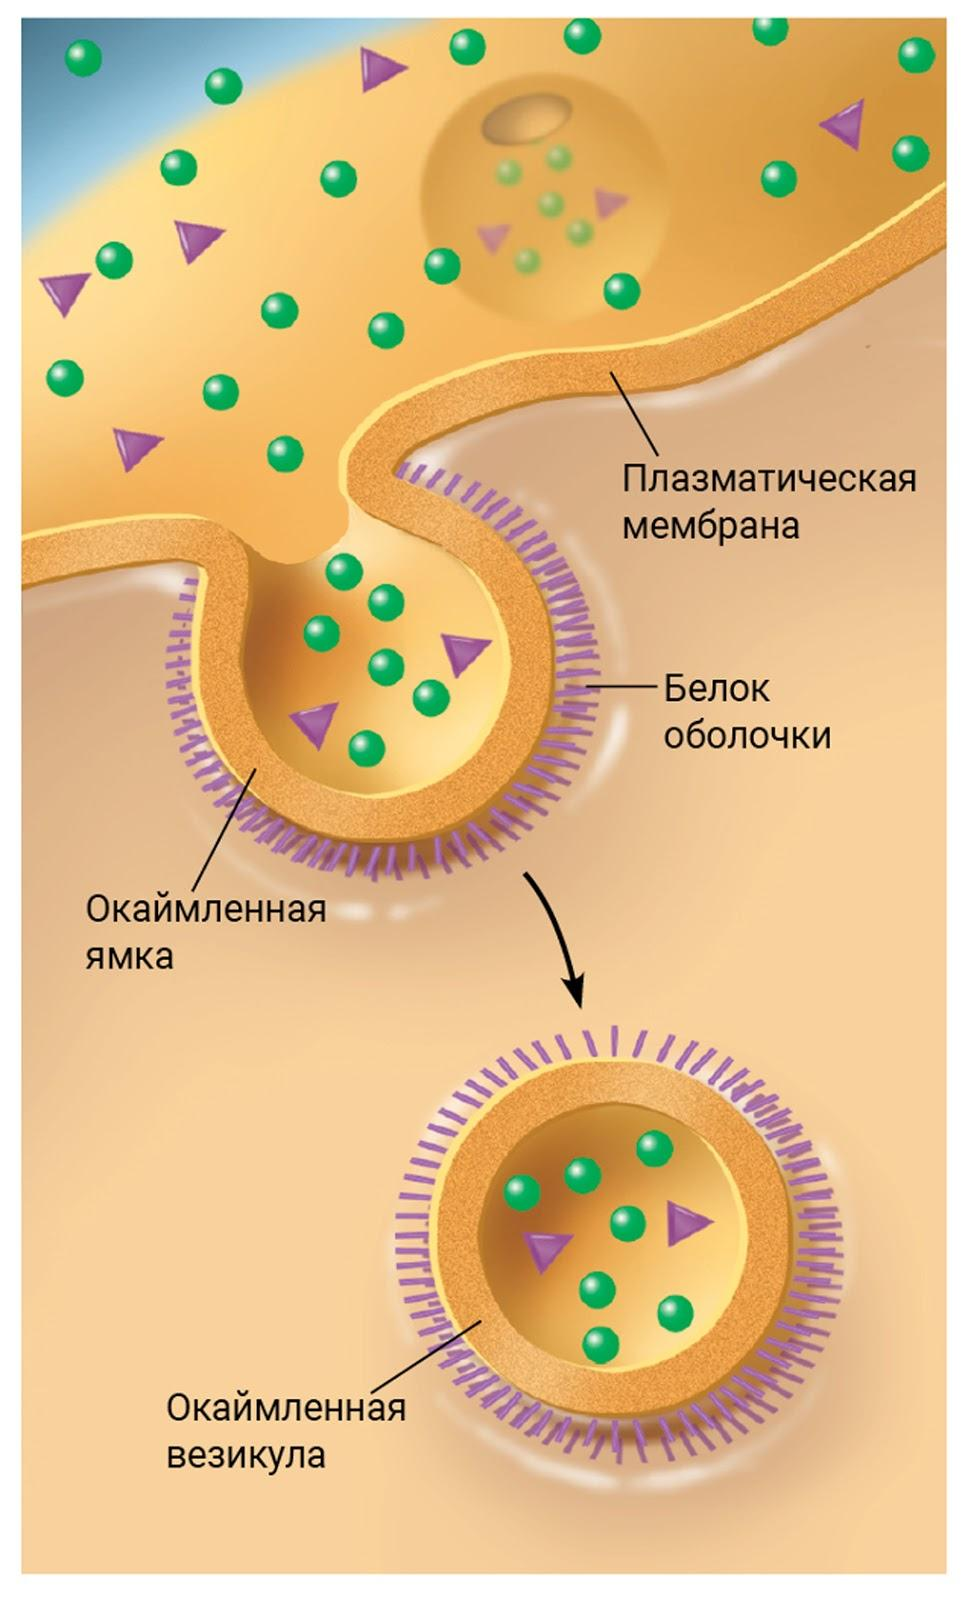 Плазматическая
мембрана
Белок
оболочки
Окаймленная
ямка
Окаймленная
везикула